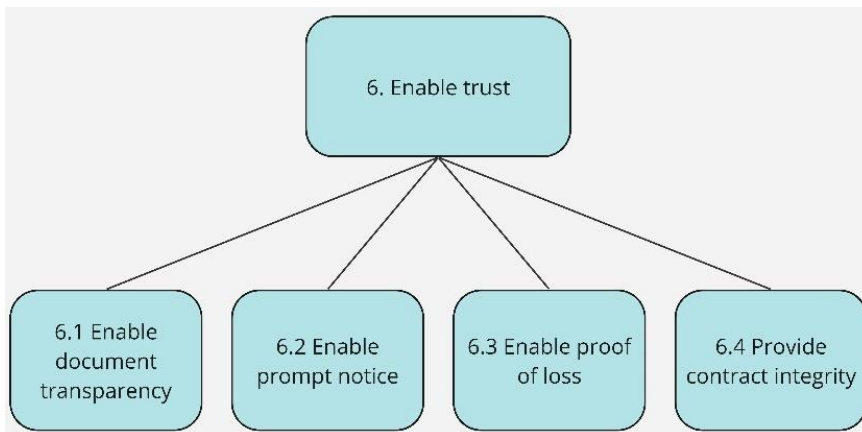 6. Enable trust
6.1 Enable
document
transparency
6.2 Enable
prompt notice
6.3 Enable proof
of loss
6.4 Provide
contract integrity